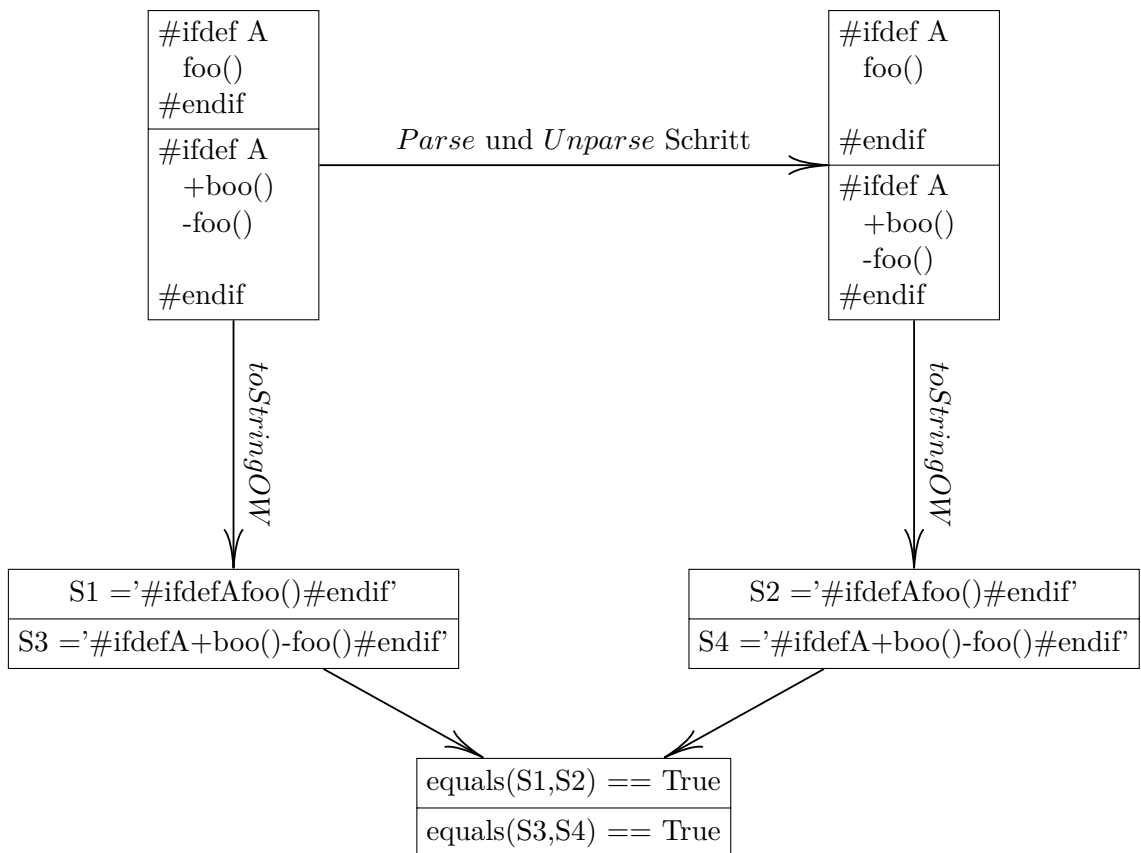 #ifdef A
foo()
#endif
#ifdef A
+boo()
-foo()
#endif
Parse und Unparse Schritt
#ifdef A
foo()
#endif
#ifdef A
+boo()
-foo()
#endif
toStringOW
toStringOW
S1 ='#ifdefAfoo()#endif'
S3 ='#ifdefA+boo()-foo()#endif'
S2 ='#ifdefAfoo()#endif'
S4 ='#ifdefA+boo()-foo()#endif'
equals(S1,S2) == True
equals(S3,S4) == True